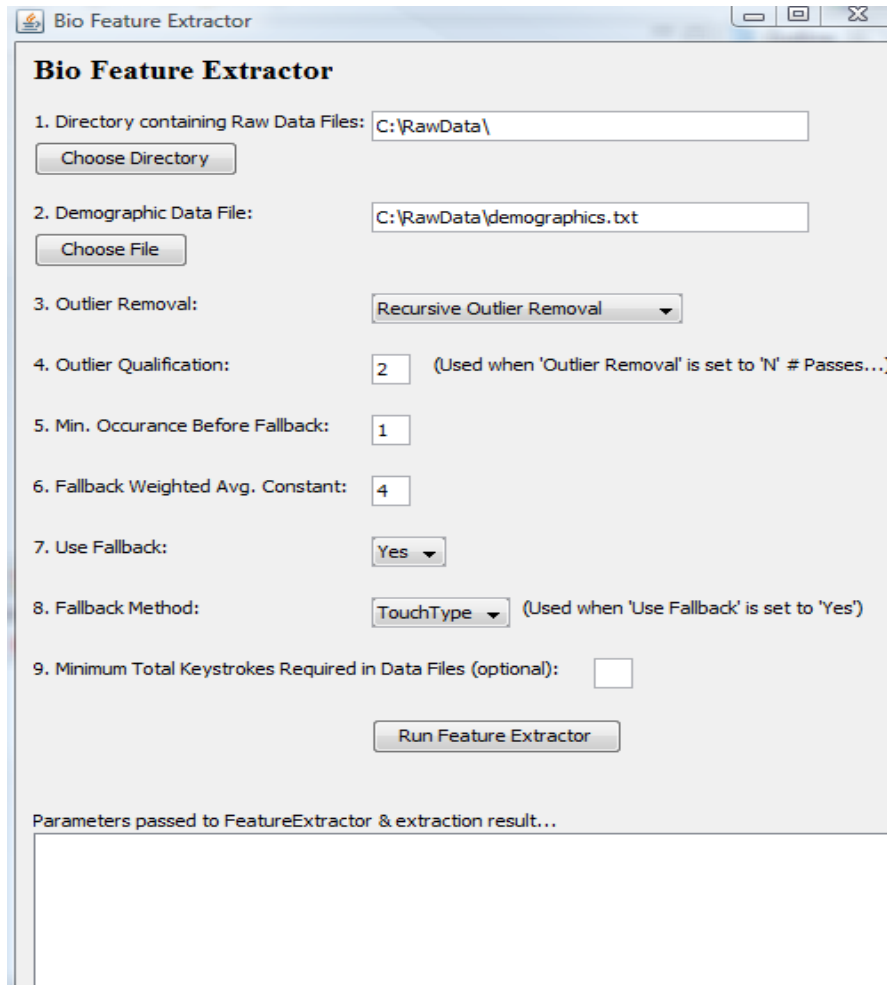 Bio Feature Extractor
Bio Feature Extractor
1. Directory containing Raw Data Files: C:\RawData\
Choose Directory
2. Demographic Data File: C:\RawData\demographics.txt
Choose File
3. Outlier Removal: Recursive Outlier Removal
4. Outlier Qualification: 2 (Used when 'Outlier Removal' is set to 'N' # Passes...)
5. Min. Occurance Before Fallback: 1
6. Fallback Weighted Avg. Constant: 4
7. Use Fallback: Yes
8. Fallback Method: TouchType (Used when 'Use Fallback' is set to 'Yes')
9. Minimum Total Keystrokes Required in Data Files (optional):
Run Feature Extractor
Parameters passed to FeatureExtractor & extraction result...